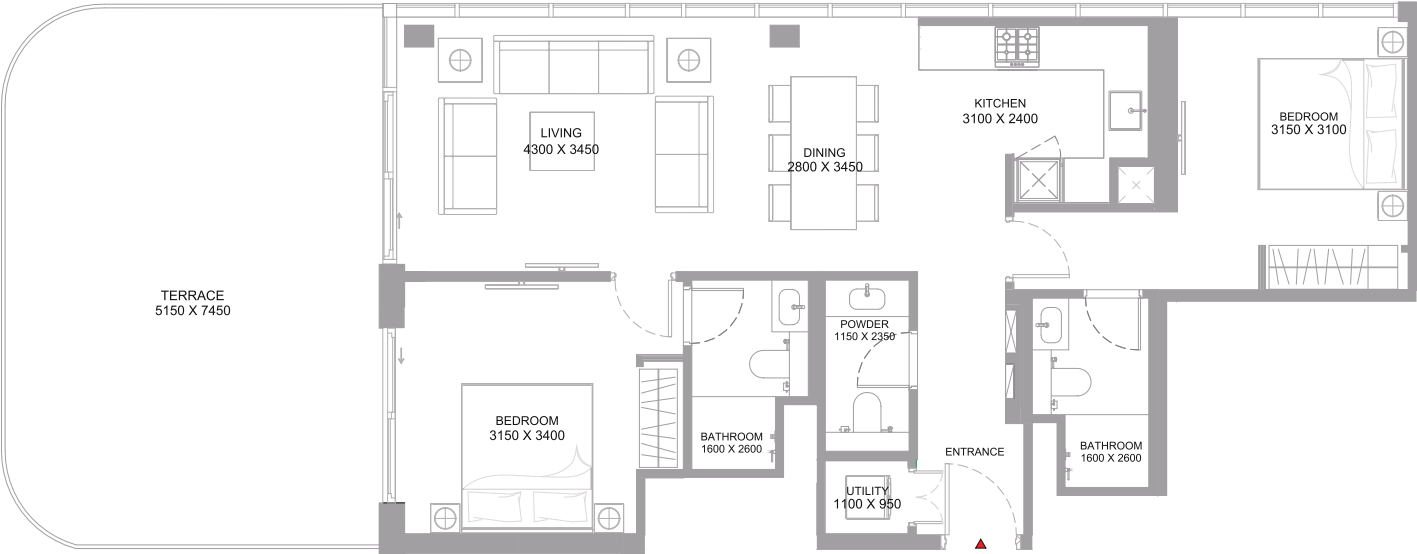 KITCHEN
3100 X 2400
BEDROOM
3150 X 3100
LIVING
4300 X 3450
DINING
2800 X 3450
TERRACE
5150 X 7450
POWDER
1150 X 2350
BEDROOM
3150 X 3400
BATHROOM
1600 X 2600
ENTRANCE
BATHROOM
1600 X 2600
UTILITY
1100 X 950